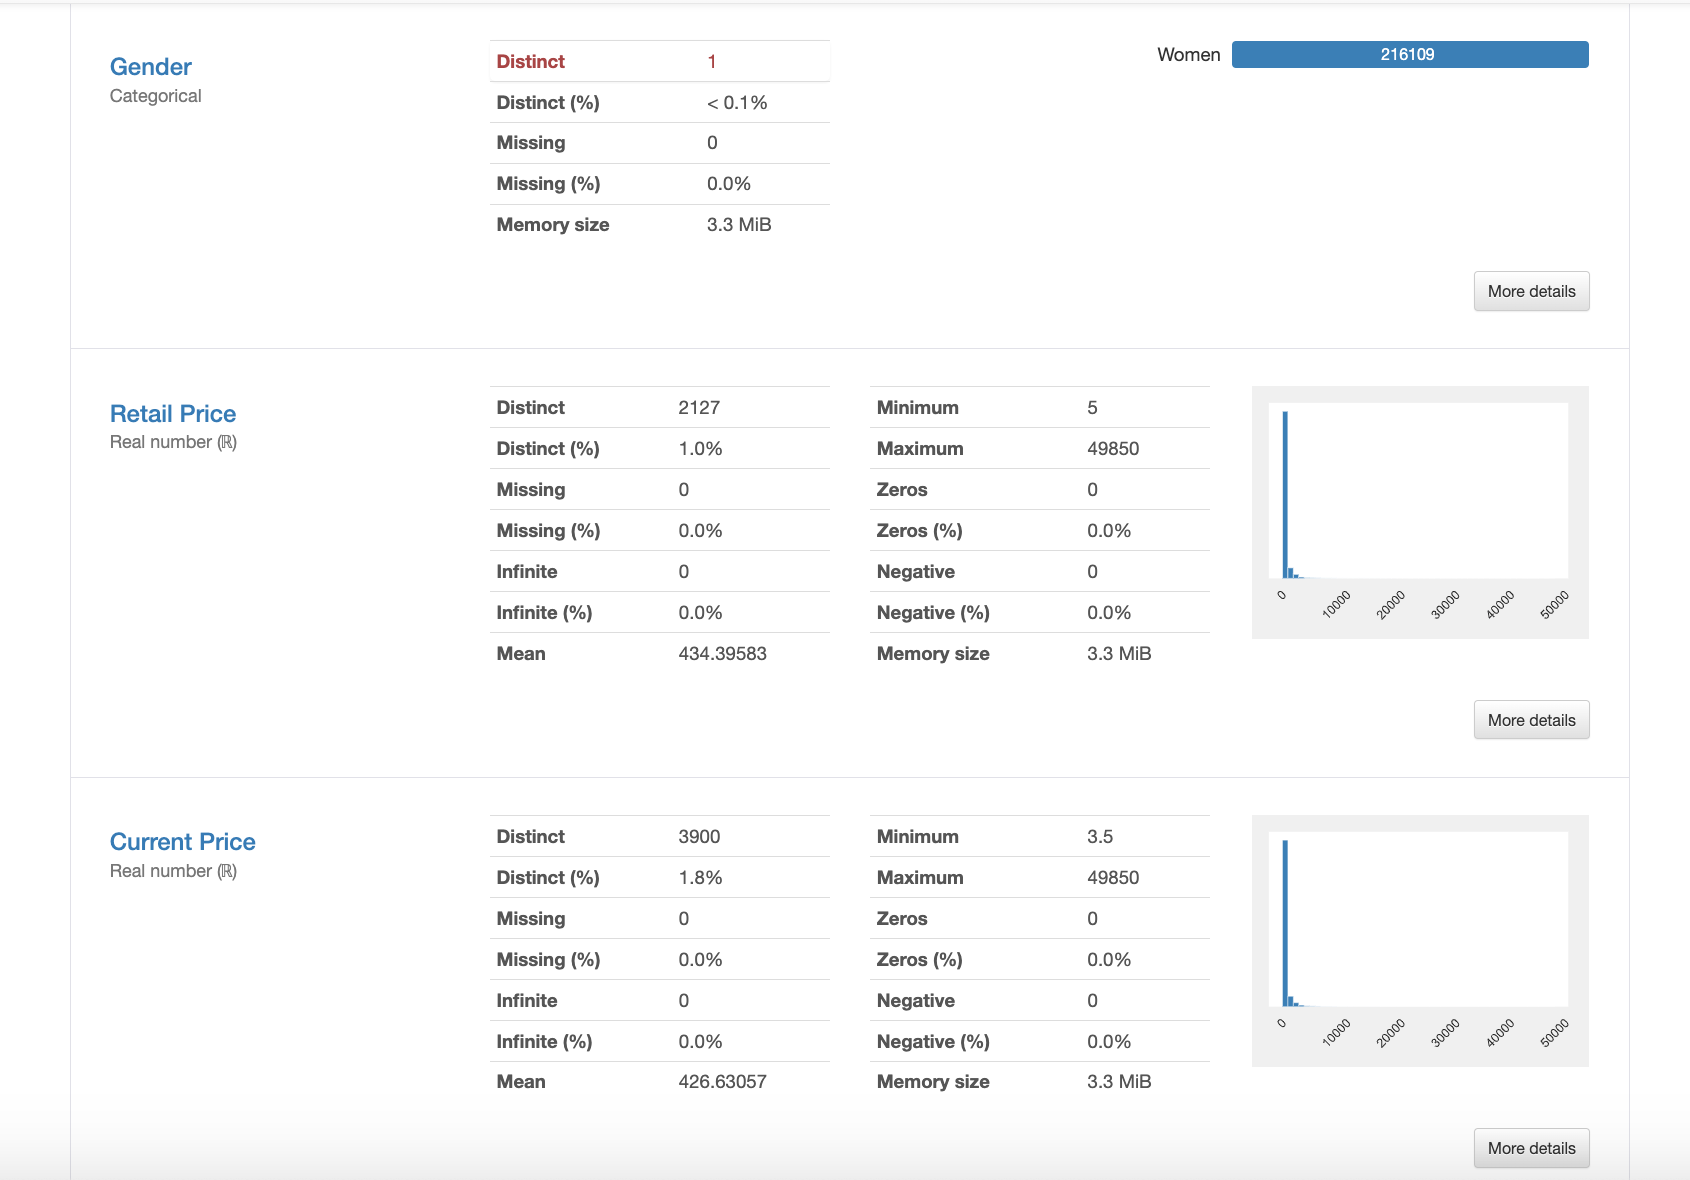 Gender
Categorical
Distinct 1
Distinct (%) < 0.1%
Missing 0
Missing (%) 0.0%
Memory size 3.3 MiB
Women 216109
More details
Retail Price
Real number (ℝ)
Distinct 2127
Distinct (%) 1.0%
Missing 0
Missing (%) 0.0%
Infinite 0
Infinite (%) 0.0%
Mean 434.39583
Minimum 5
Maximum 49850
Zeros 0
Zeros (%) 0.0%
Negative 0
Negative (%) 0.0%
Memory size 3.3 MiB
0 10000 20000 30000 40000 50000
More details
Current Price
Real number (ℝ)
Distinct 3900
Distinct (%) 1.8%
Missing 0
Missing (%) 0.0%
Infinite 0
Infinite (%) 0.0%
Mean 426.63057
Minimum 3.5
Maximum 49850
Zeros 0
Zeros (%) 0.0%
Negative 0
Negative (%) 0.0%
Memory size 3.3 MiB
0 10000 20000 30000 40000 50000
More details